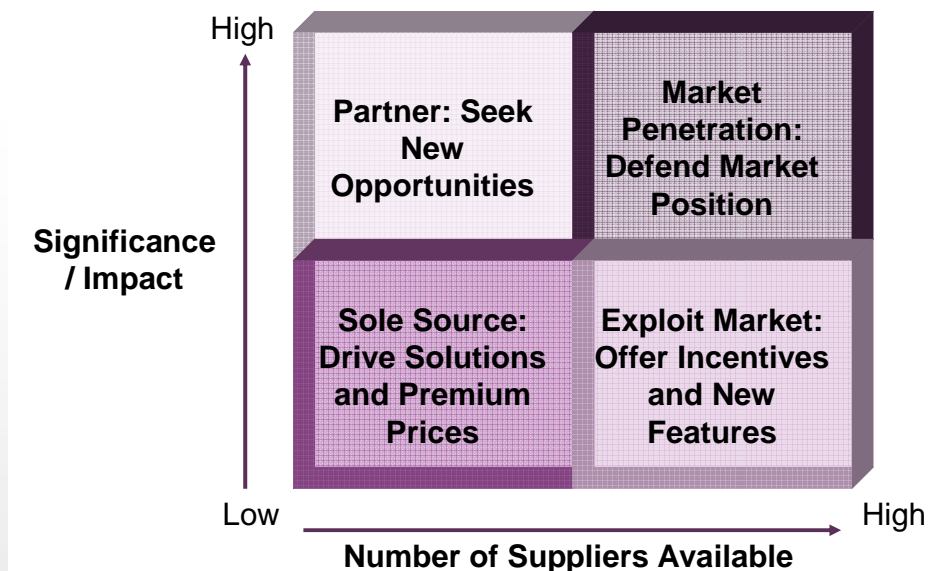 High
Partner: Seek
New
Opportunities
Market
Penetration:
Defend Market
Position
Significance
/ Impact
Sole Source:
Drive Solutions
and Premium
Prices
Exploit Market:
Offer Incentives
and New
Features
Low
High
Number of Suppliers Available